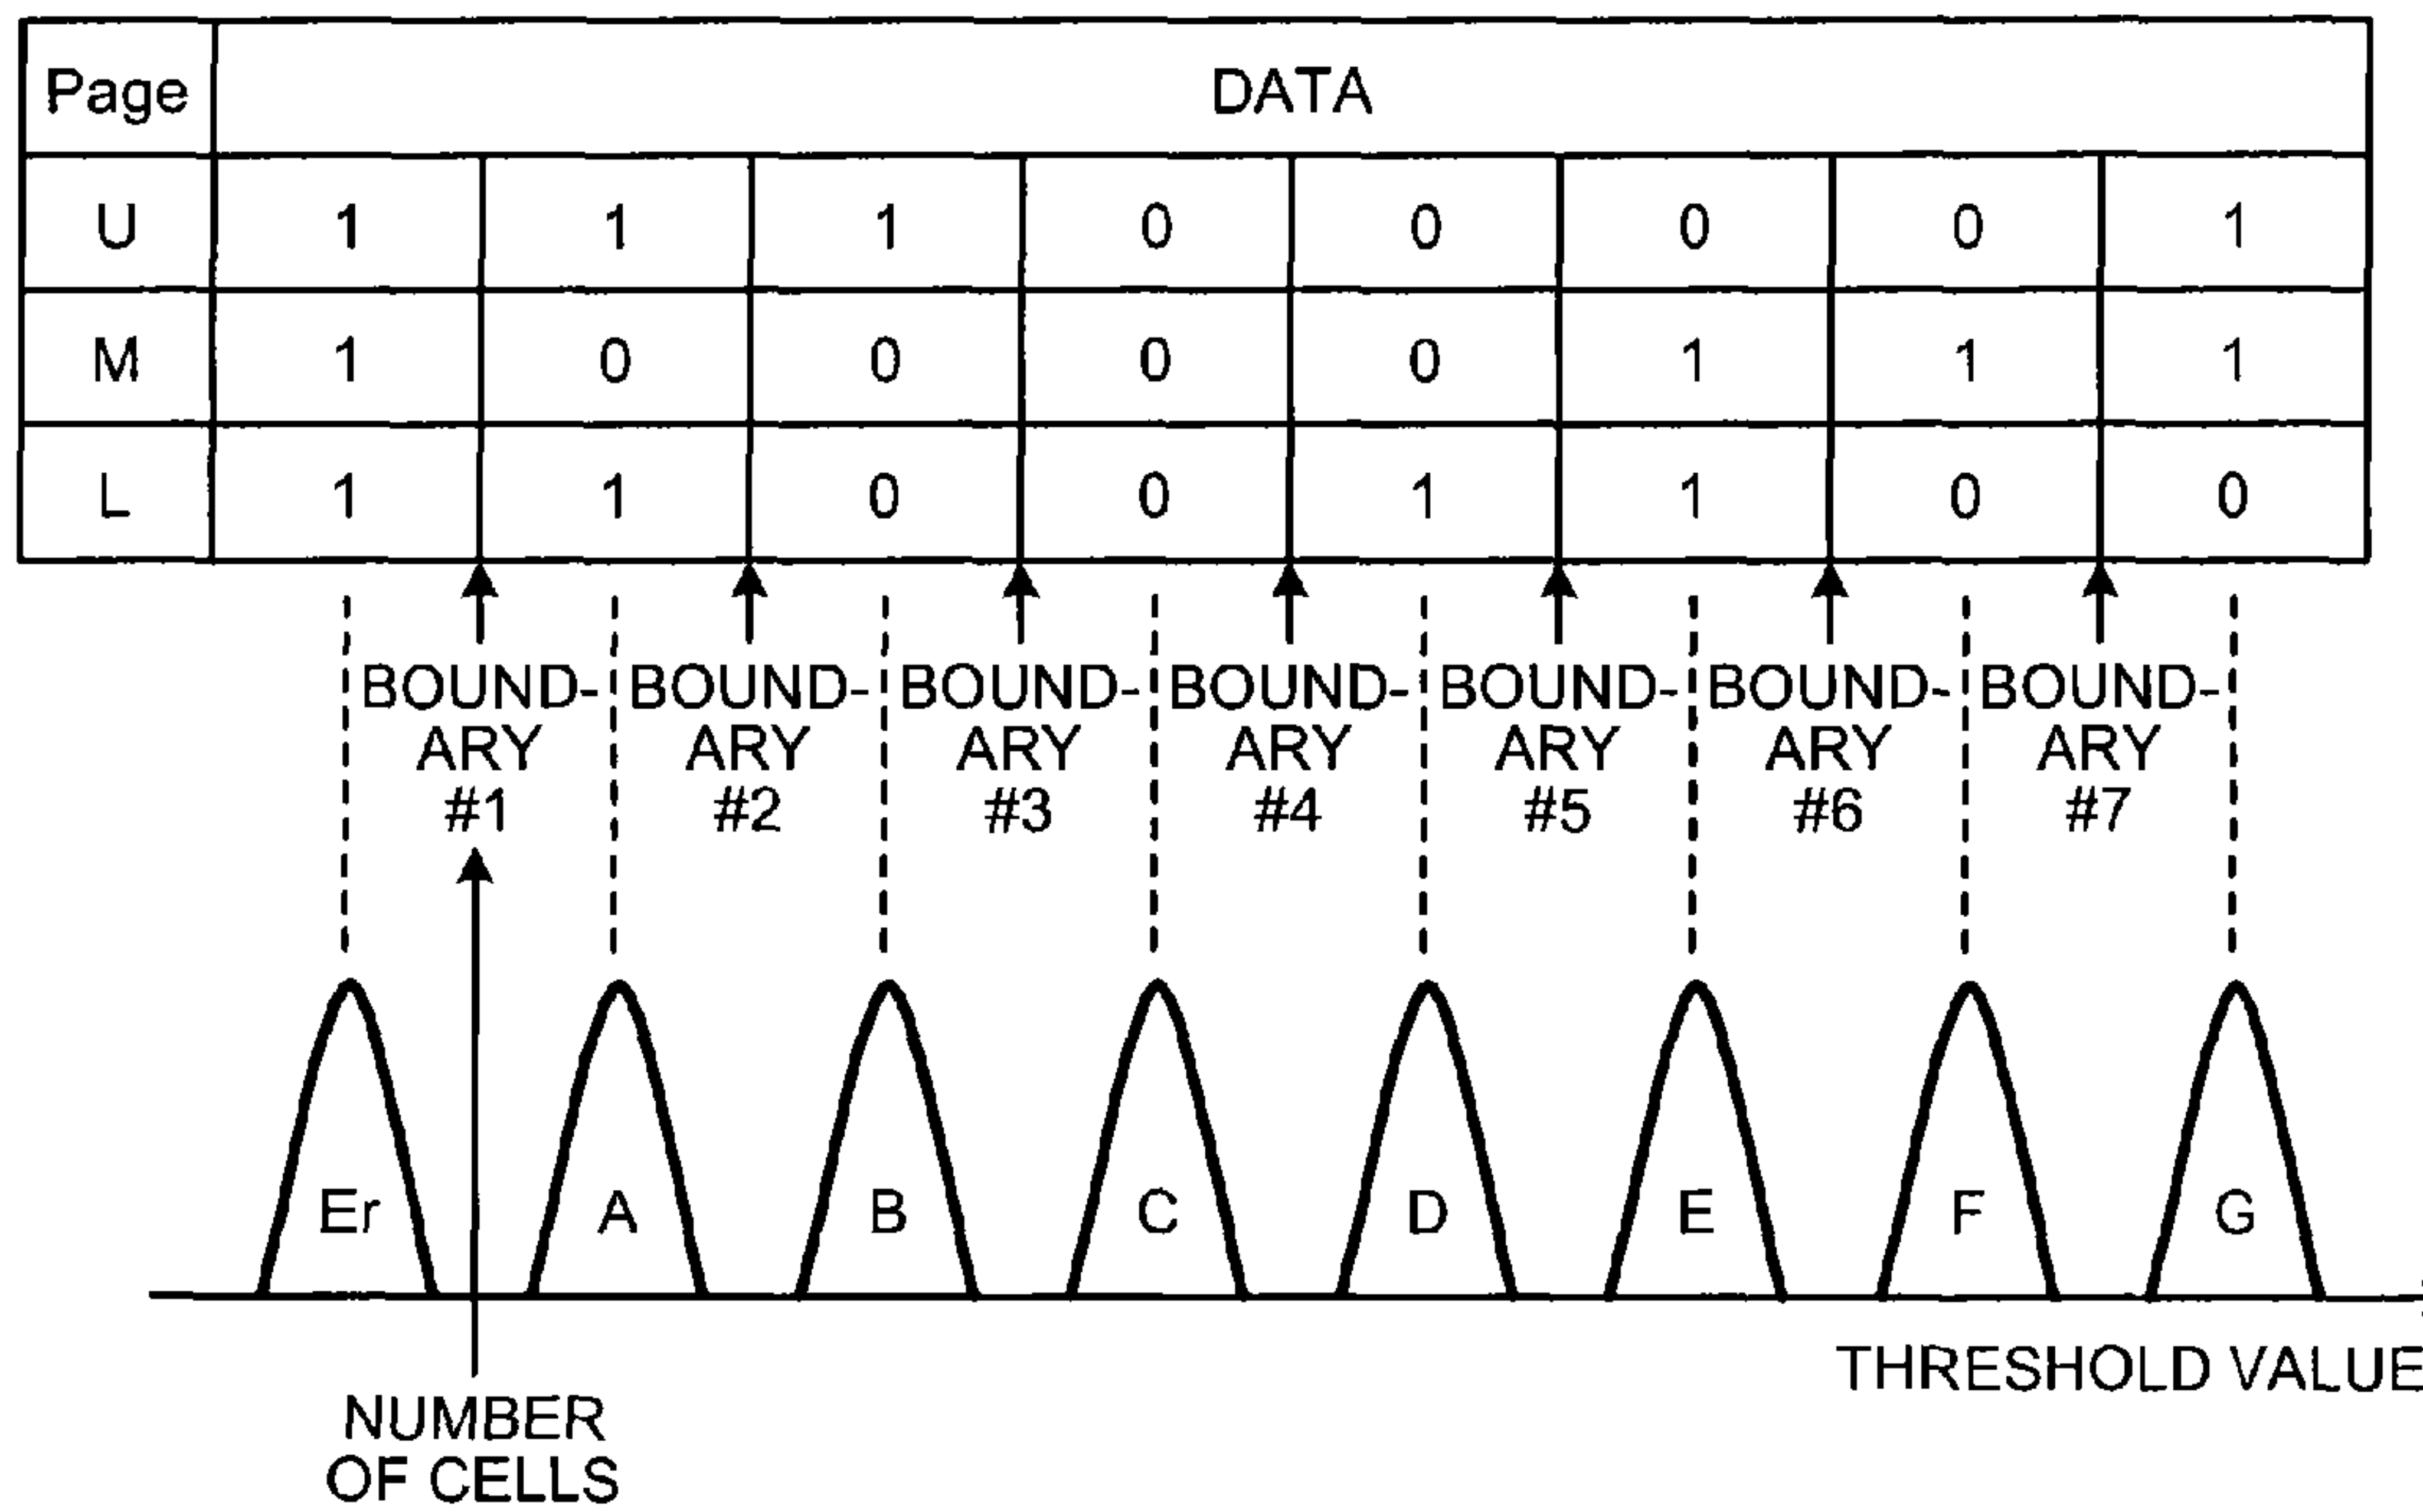 Page DATA
U 1 1 1 0 0 0 0 1
M 1 0 0 0 0 1 1 1
L 1 1 0 0 1 1 0 0
BOUND- BOUND- BOUND- BOUND- BOUND- BOUND- BOUND-
ARY ARY ARY ARY ARY ARY ARY
#1 #2 #3 #4 #5 #6 #7
Er A B C D E F G
THRESHOLD VALUE
NUMBER
OF CELLS